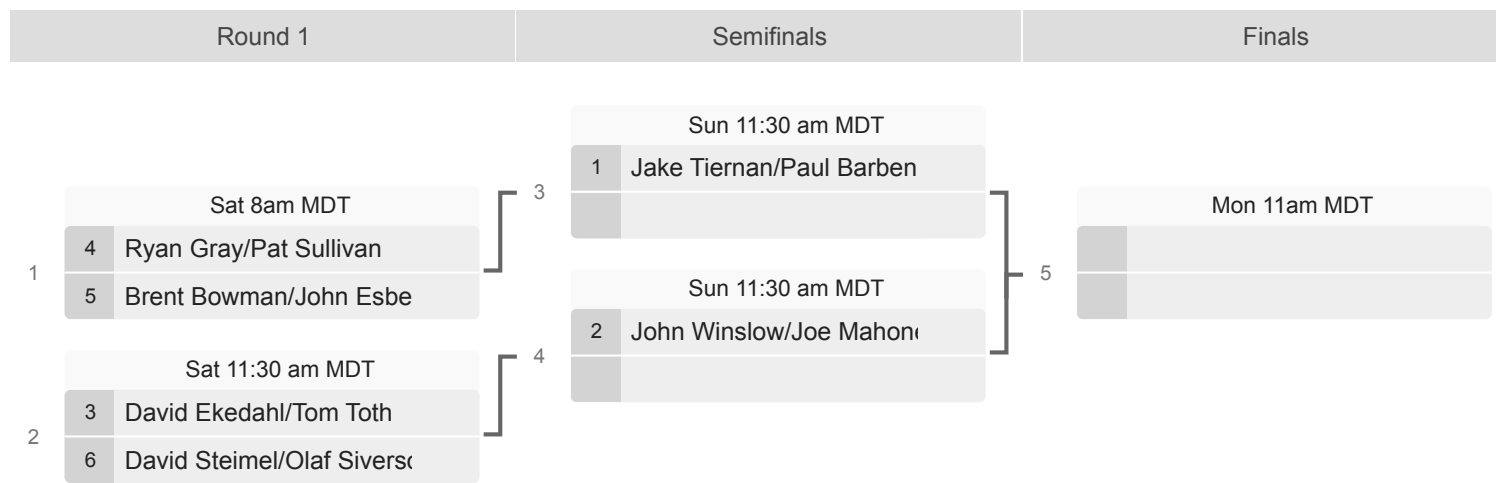 Round 1
Semifinals
Finals
1
Sat 8am MDT
4 Ryan Gray/Pat Sullivan
5 Brent Bowman/John Esbe
2
Sat 11:30 am MDT
3 David Ekedahl/Tom Toth
6 David Steimel/Olaf Siverso
3
Sun 11:30 am MDT
1 Jake Tiernan/Paul Barben
4
Sun 11:30 am MDT
2 John Winslow/Joe Mahone
5
Mon 11am MDT